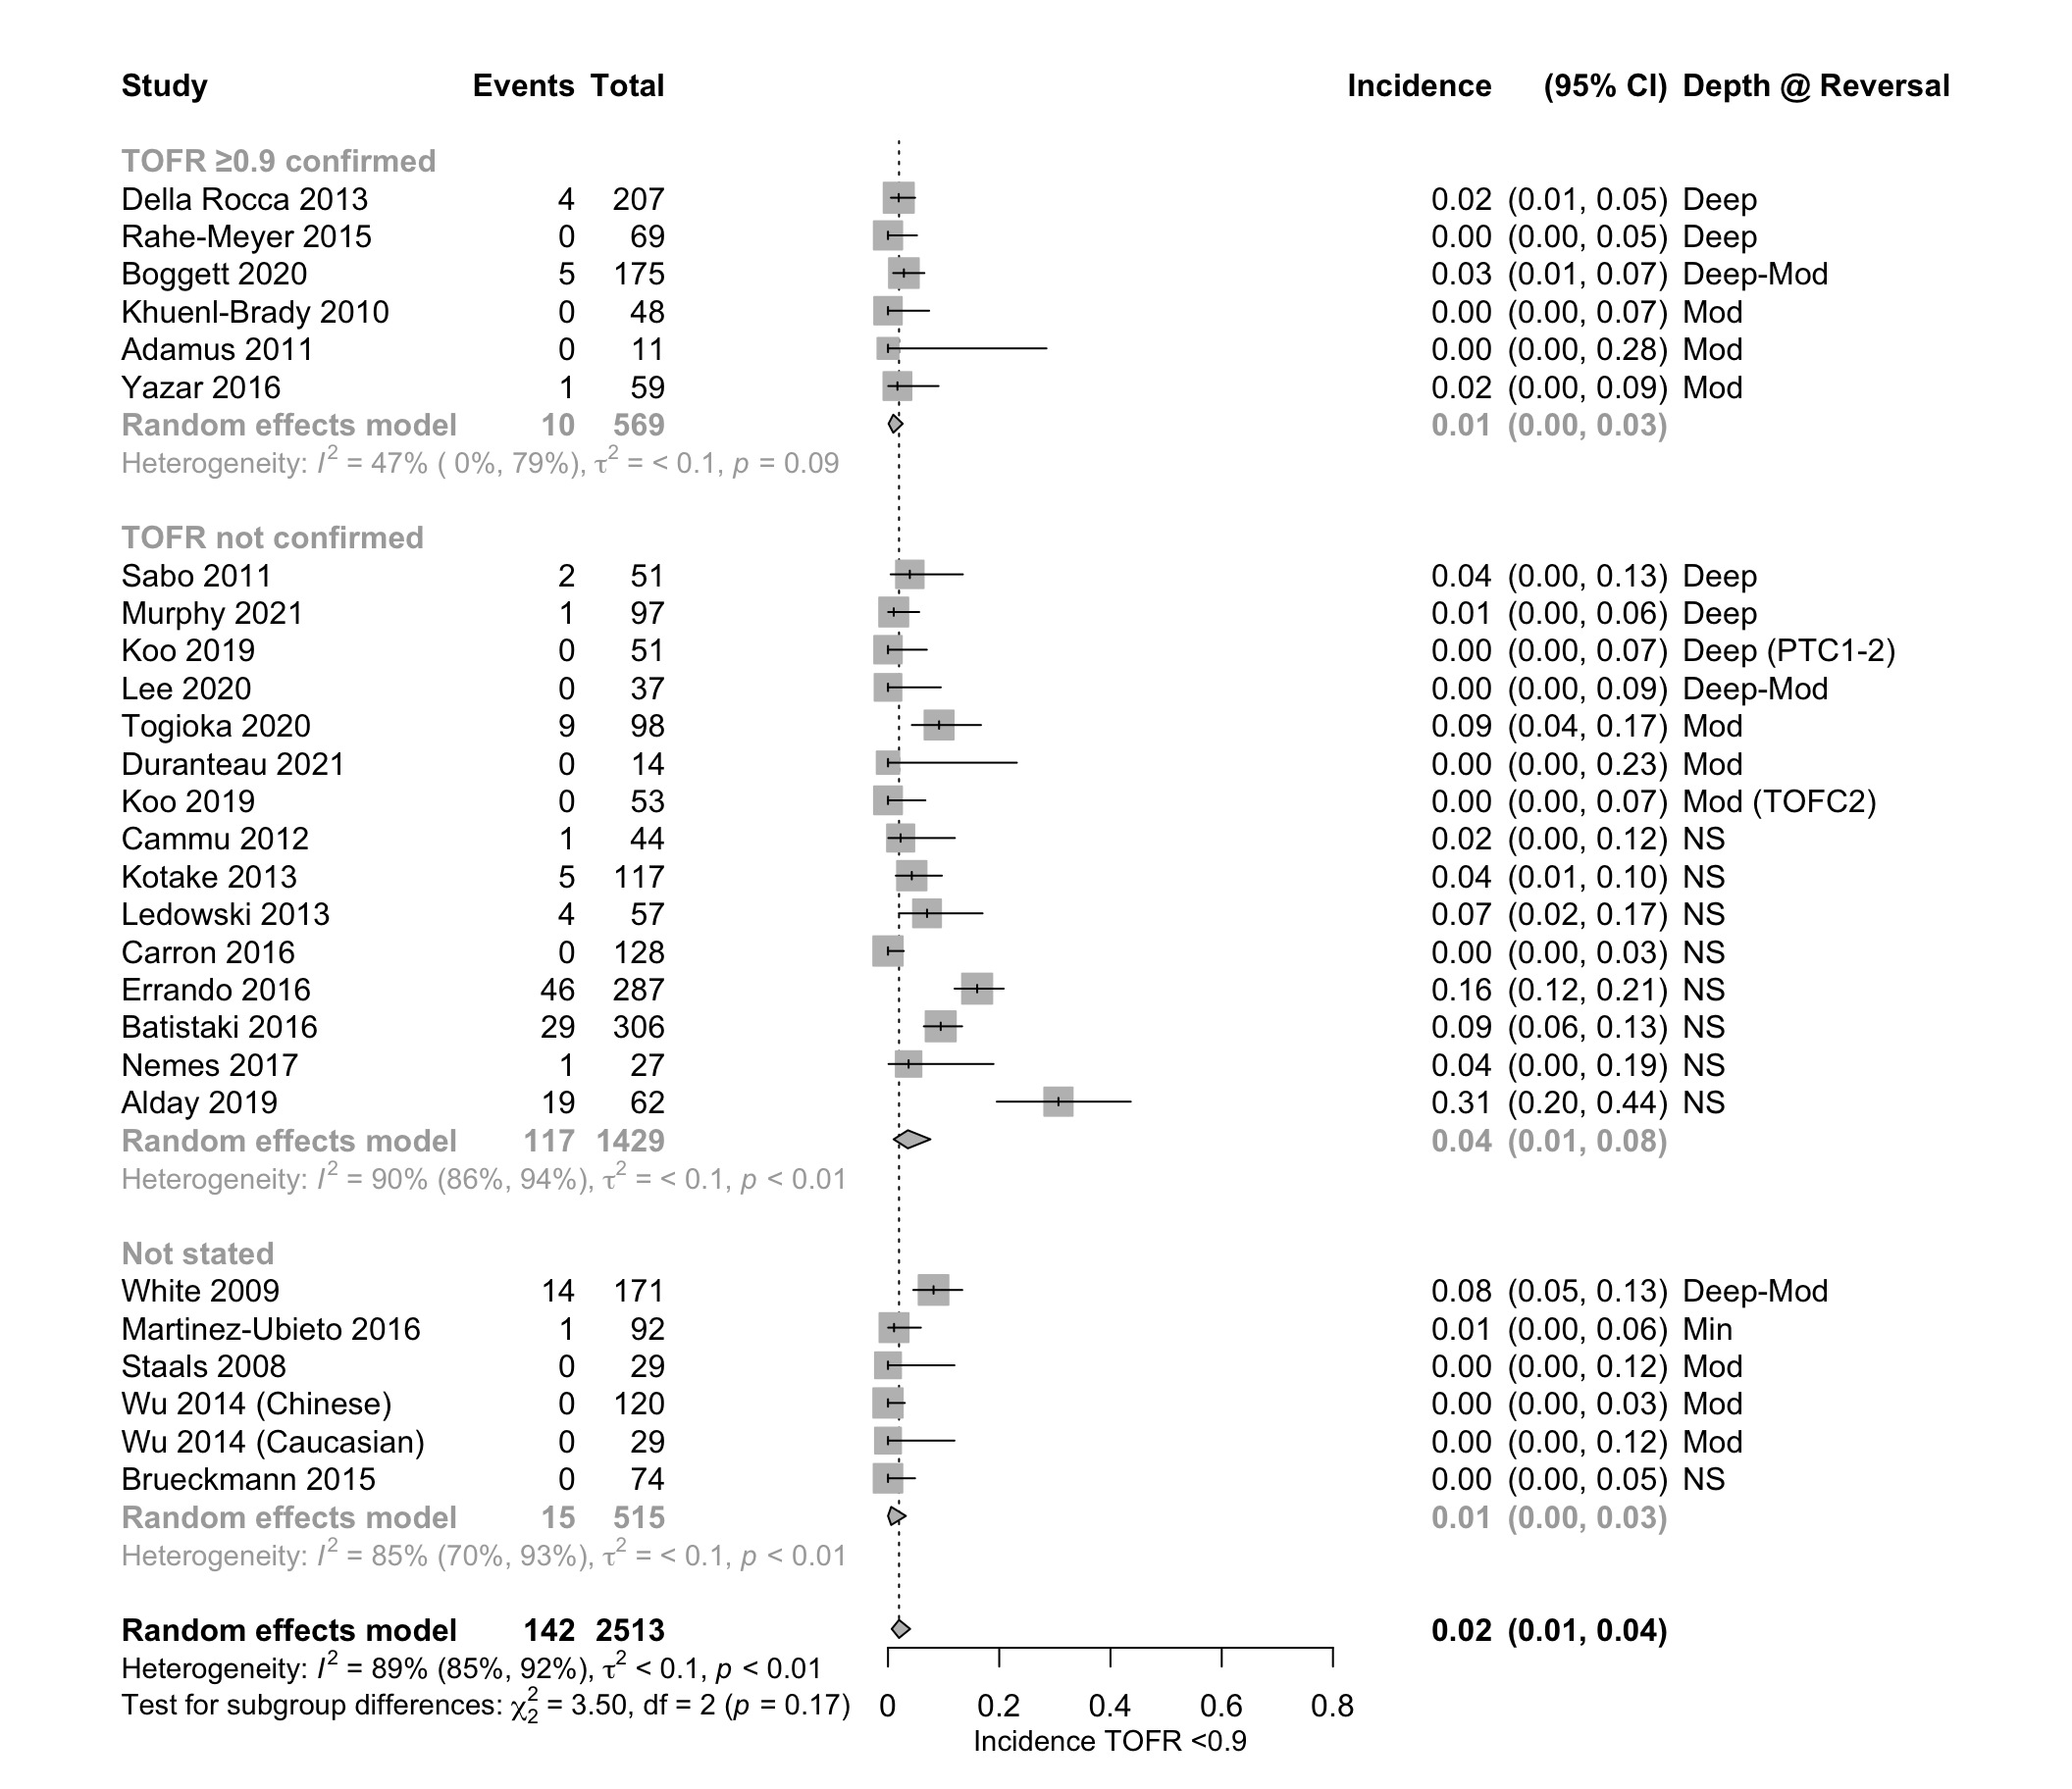 Study Events Total Incidence (95% CI) Depth @ Reversal
TOFR ≥0.9 confirmed
Della Rocca 2013 4 207 0.02 (0.01, 0.05) Deep
Rahe-Meyer 2015 0 69 0.00 (0.00, 0.05) Deep
Boggett 2020 5 175 0.03 (0.01, 0.07) Deep-Mod
Khuenl-Brady 2010 0 48 0.00 (0.00, 0.07) Mod
Adamus 2011 0 11 0.00 (0.00, 0.28) Mod
Yazar 2016 1 59 0.02 (0.00, 0.09) Mod
Random effects model 10 569 0.01 (0.00, 0.03)
Heterogeneity: I² = 47% ( 0%, 79%), τ² = < 0.1, p = 0.09
TOFR not confirmed
Sabo 2011 2 51 0.04 (0.00, 0.13) Deep
Murphy 2021 1 97 0.01 (0.00, 0.06) Deep
Koo 2019 0 51 0.00 (0.00, 0.07) Deep (PTC1-2)
Lee 2020 0 37 0.00 (0.00, 0.09) Deep-Mod
Togioka 2020 9 98 0.09 (0.04, 0.17) Mod
Duranteau 2021 0 14 0.00 (0.00, 0.23) Mod
Koo 2019 0 53 0.00 (0.00, 0.07) Mod (TOFC2)
Cammu 2012 1 44 0.02 (0.00, 0.12) NS
Kotake 2013 5 117 0.04 (0.01, 0.10) NS
Ledowski 2013 4 57 0.07 (0.02, 0.17) NS
Carron 2016 0 128 0.00 (0.00, 0.03) NS
Errando 2016 46 287 0.16 (0.12, 0.21) NS
Batistaki 2016 29 306 0.09 (0.06, 0.13) NS
Nemes 2017 1 27 0.04 (0.00, 0.19) NS
Alday 2019 19 62 0.31 (0.20, 0.44) NS
Random effects model 117 1429 0.04 (0.01, 0.08)
Heterogeneity: I² = 90% (86%, 94%), τ² = < 0.1, p < 0.01
Not stated
White 2009 14 171 0.08 (0.05, 0.13) Deep-Mod
Martinez-Ubieto 2016 1 92 0.01 (0.00, 0.06) Min
Staals 2008 0 29 0.00 (0.00, 0.12) Mod
Wu 2014 (Chinese) 0 120 0.00 (0.00, 0.03) Mod
Wu 2014 (Caucasian) 0 29 0.00 (0.00, 0.12) Mod
Brueckmann 2015 0 74 0.00 (0.00, 0.05) NS
Random effects model 15 515 0.01 (0.00, 0.03)
Heterogeneity: I² = 85% (70%, 93%), τ² = < 0.1, p < 0.01
Random effects model 142 2513 0.02 (0.01, 0.04)
Heterogeneity: I² = 89% (85%, 92%), τ² < 0.1, p < 0.01
Test for subgroup differences: χ²₂ = 3.50, df = 2 (p = 0.17)
0 0.2 0.4 0.6 0.8
Incidence TOFR <0.9